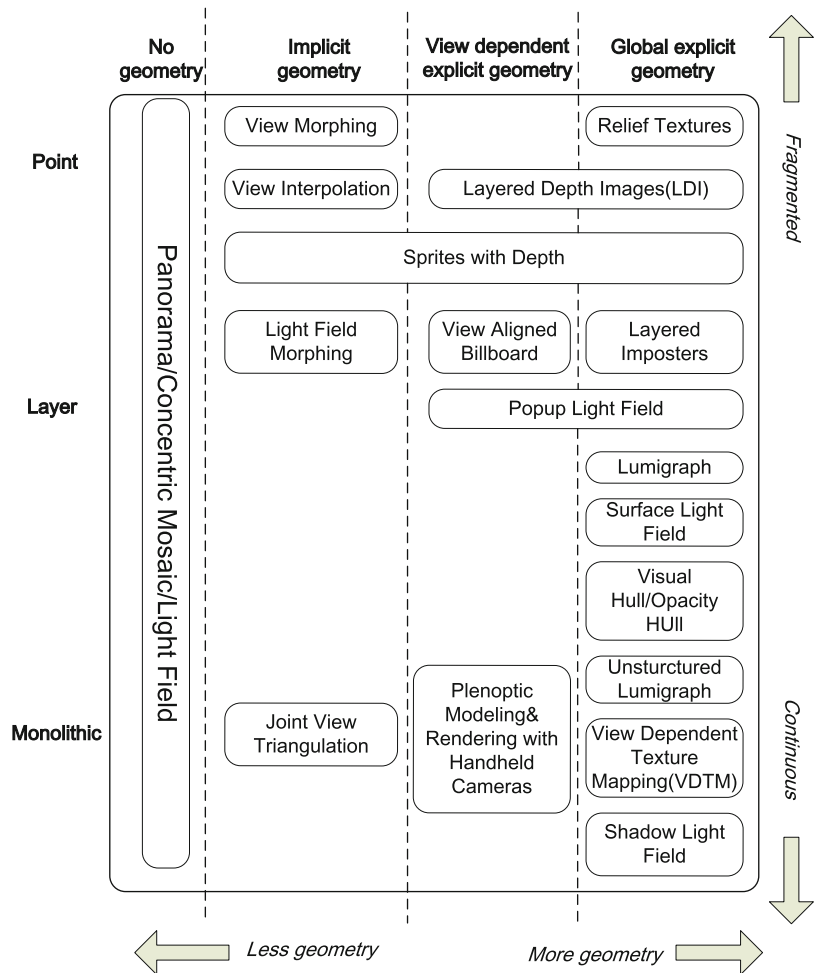 No
geometry
Implicit
geometry
View dependent
explicit geometry
Global explicit
geometry
Point
Layer
Monolithic
Panorama/Concentric Mosaic/Light Field
View Morphing
Relief Textures
View Interpolation
Layered Depth Images(LDI)
Sprites with Depth
Light Field
Morphing
View Aligned
Billboard
Layered
Imposters
Popup Light Field
Lumigraph
Surface Light
Field
Visual
Hull/Opacity
HUll
Unsturctured
Lumigraph
Joint View
Triangulation
Plenoptic
Modeling&
Rendering with
Handheld
Cameras
View Dependent
Texture
Mapping(VDTM)
Shadow Light
Field
Fragmented
Continuous
Less geometry
More geometry